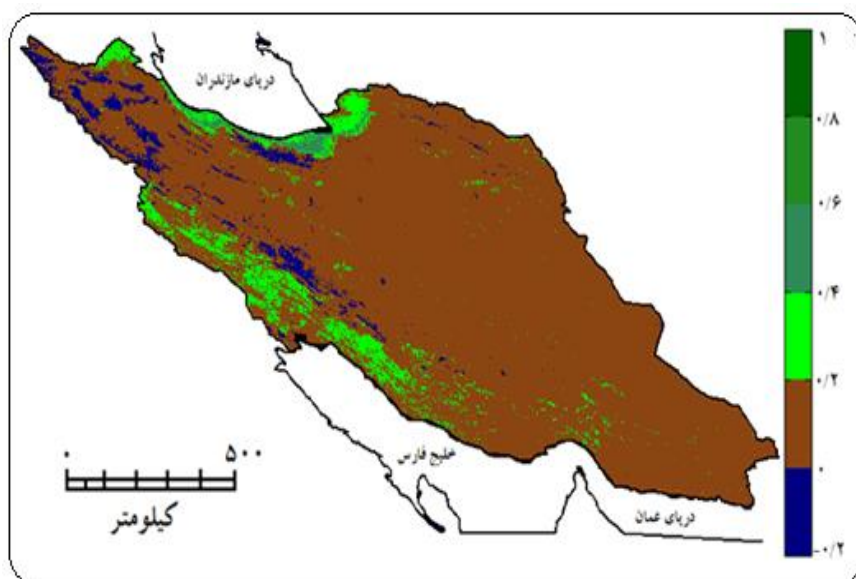 دریای مازندران
۱
۰/۸
۰/۶
۰/۴
۰/۲
۰
-۰/۲
۰ ۵۰۰
کیلومتر
خلیج فارس
دریای عمان